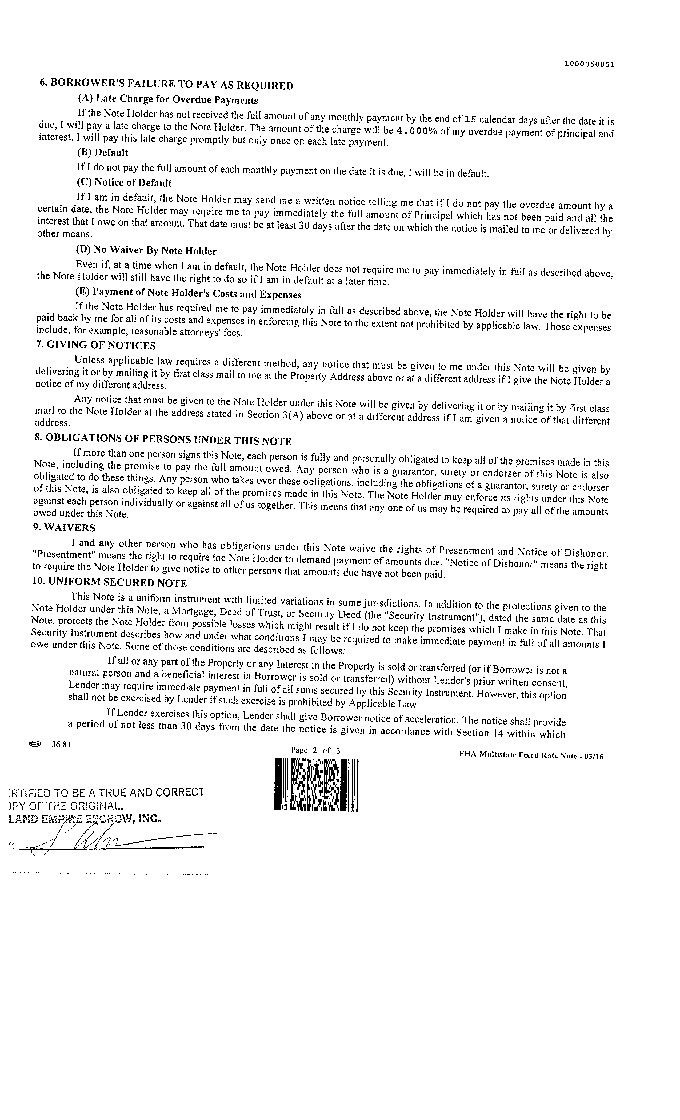 6. BORROWER'S FAILURE TO PAY AS REQUIRED
(A) Late Charge for Overdue Payments
If the Note Holder has not received the full amount of any monthly payment by the end of 15 calendar days after the date it is
due, I will pay a late charge to the Note Holder. The amount of the charge will be 4.000% of my overdue payment of principal and
interest. I will pay this late charge promptly but only once on each late payment.
(B) Default
If I do not pay the full amount of each monthly payment on the date it is due, I will be in default.
(C) Notice of Default
If I am in default, the Note Holder may send me a written notice telling me that if I do not pay the overdue amount by a
certain date, the Note Holder may require me to pay immediately the full amount of Principal which has not been paid and all the
interest that I owe on that amount. That date must be at least 30 days after the date on which the notice is mailed to me or delivered by
other means.
(D) No Waiver By Note Holder
Even if, at a time when I am in default, the Note Holder does not require me to pay immediately in full as described above,
the Note Holder will still have the right to do so if I am in default at a later time.
(E) Payment of Note Holder's Costs and Expenses
If the Note Holder has required me to pay immediately in full as described above, the Note Holder will have the right to be
paid back by me for all of its costs and expenses in enforcing this Note to the extent not prohibited by applicable law. Those expenses
include, for example, reasonable attorneys' fees.
7. GIVING OF NOTICES
Unless applicable law requires a different method, any notice that must be given to me under this Note will be given by
delivering it or by mailing it by first class mail to me at the Property Address above or at a different address if I give the Note Holder a
notice of my different address.
Any notice that must be given to the Note Holder under this Note will be given by delivering it or by mailing it by first class
mail to the Note Holder at the address stated in Section 3(A) above or at a different address if I am given a notice of that different
address.
8. OBLIGATIONS OF PERSONS UNDER THIS NOTE
If more than one person signs this Note, each person is fully and personally obligated to keep all of the promises made in this
Note, including the promise to pay the full amount owed. Any person who is a guarantor, surety or endorser of this Note is also
obligated to do these things. Any person who takes over these obligations, including the obligations of a guarantor, surety or endorser
of this Note, is also obligated to keep all of the promises made in this Note. The Note Holder may enforce its rights under this Note
against each person individually or against all of us together. This means that any one of us may be required to pay all of the amounts
owed under this Note.
9. WAIVERS
I and any other person who has obligations under this Note waive the rights of Presentment and Notice of Dishonor.
"Presentment" means the right to require the Note Holder to demand payment of amounts due. "Notice of Dishonor" means the right
to require the Note Holder to give notice to other persons that amounts due have not been paid.
10. UNIFORM SECURED NOTE
This Note is a uniform instrument with limited variations in some jurisdictions. In addition to the protections given to the
Note Holder under this Note, a Mortgage, Deed of Trust, or Security Deed (the "Security Instrument"), dated the same date as this
Note, protects the Note Holder from possible losses which might result if I do not keep the promises which I make in this Note. That
Security Instrument describes how and under what conditions I may be required to make immediate payment in full of all amounts I
owe under this Note. Some of those conditions are described as follows:
If all or any part of the Property or any Interest in the Property is sold or transferred (or if Borrower is not a
natural person and a beneficial interest in Borrower is sold or transferred) without Lender's prior written consent,
Lender may require immediate payment in full of all sums secured by this Security Instrument. However, this option
shall not be exercised by Lender if such exercise is prohibited by Applicable Law
If Lender exercises this option, Lender shall give Borrower notice of acceleration. The notice shall provide
a period of not less than 30 days from the date the notice is given in accordance with Section 14 within which
36.81
Page 2 of 3
FHA Multistate Fixed Rate Note - 05/16
RTIFIED TO BE A TRUE AND CORRECT
OPY OF THE ORIGINAL.
LAND EMPIRE ESCROW, INC.